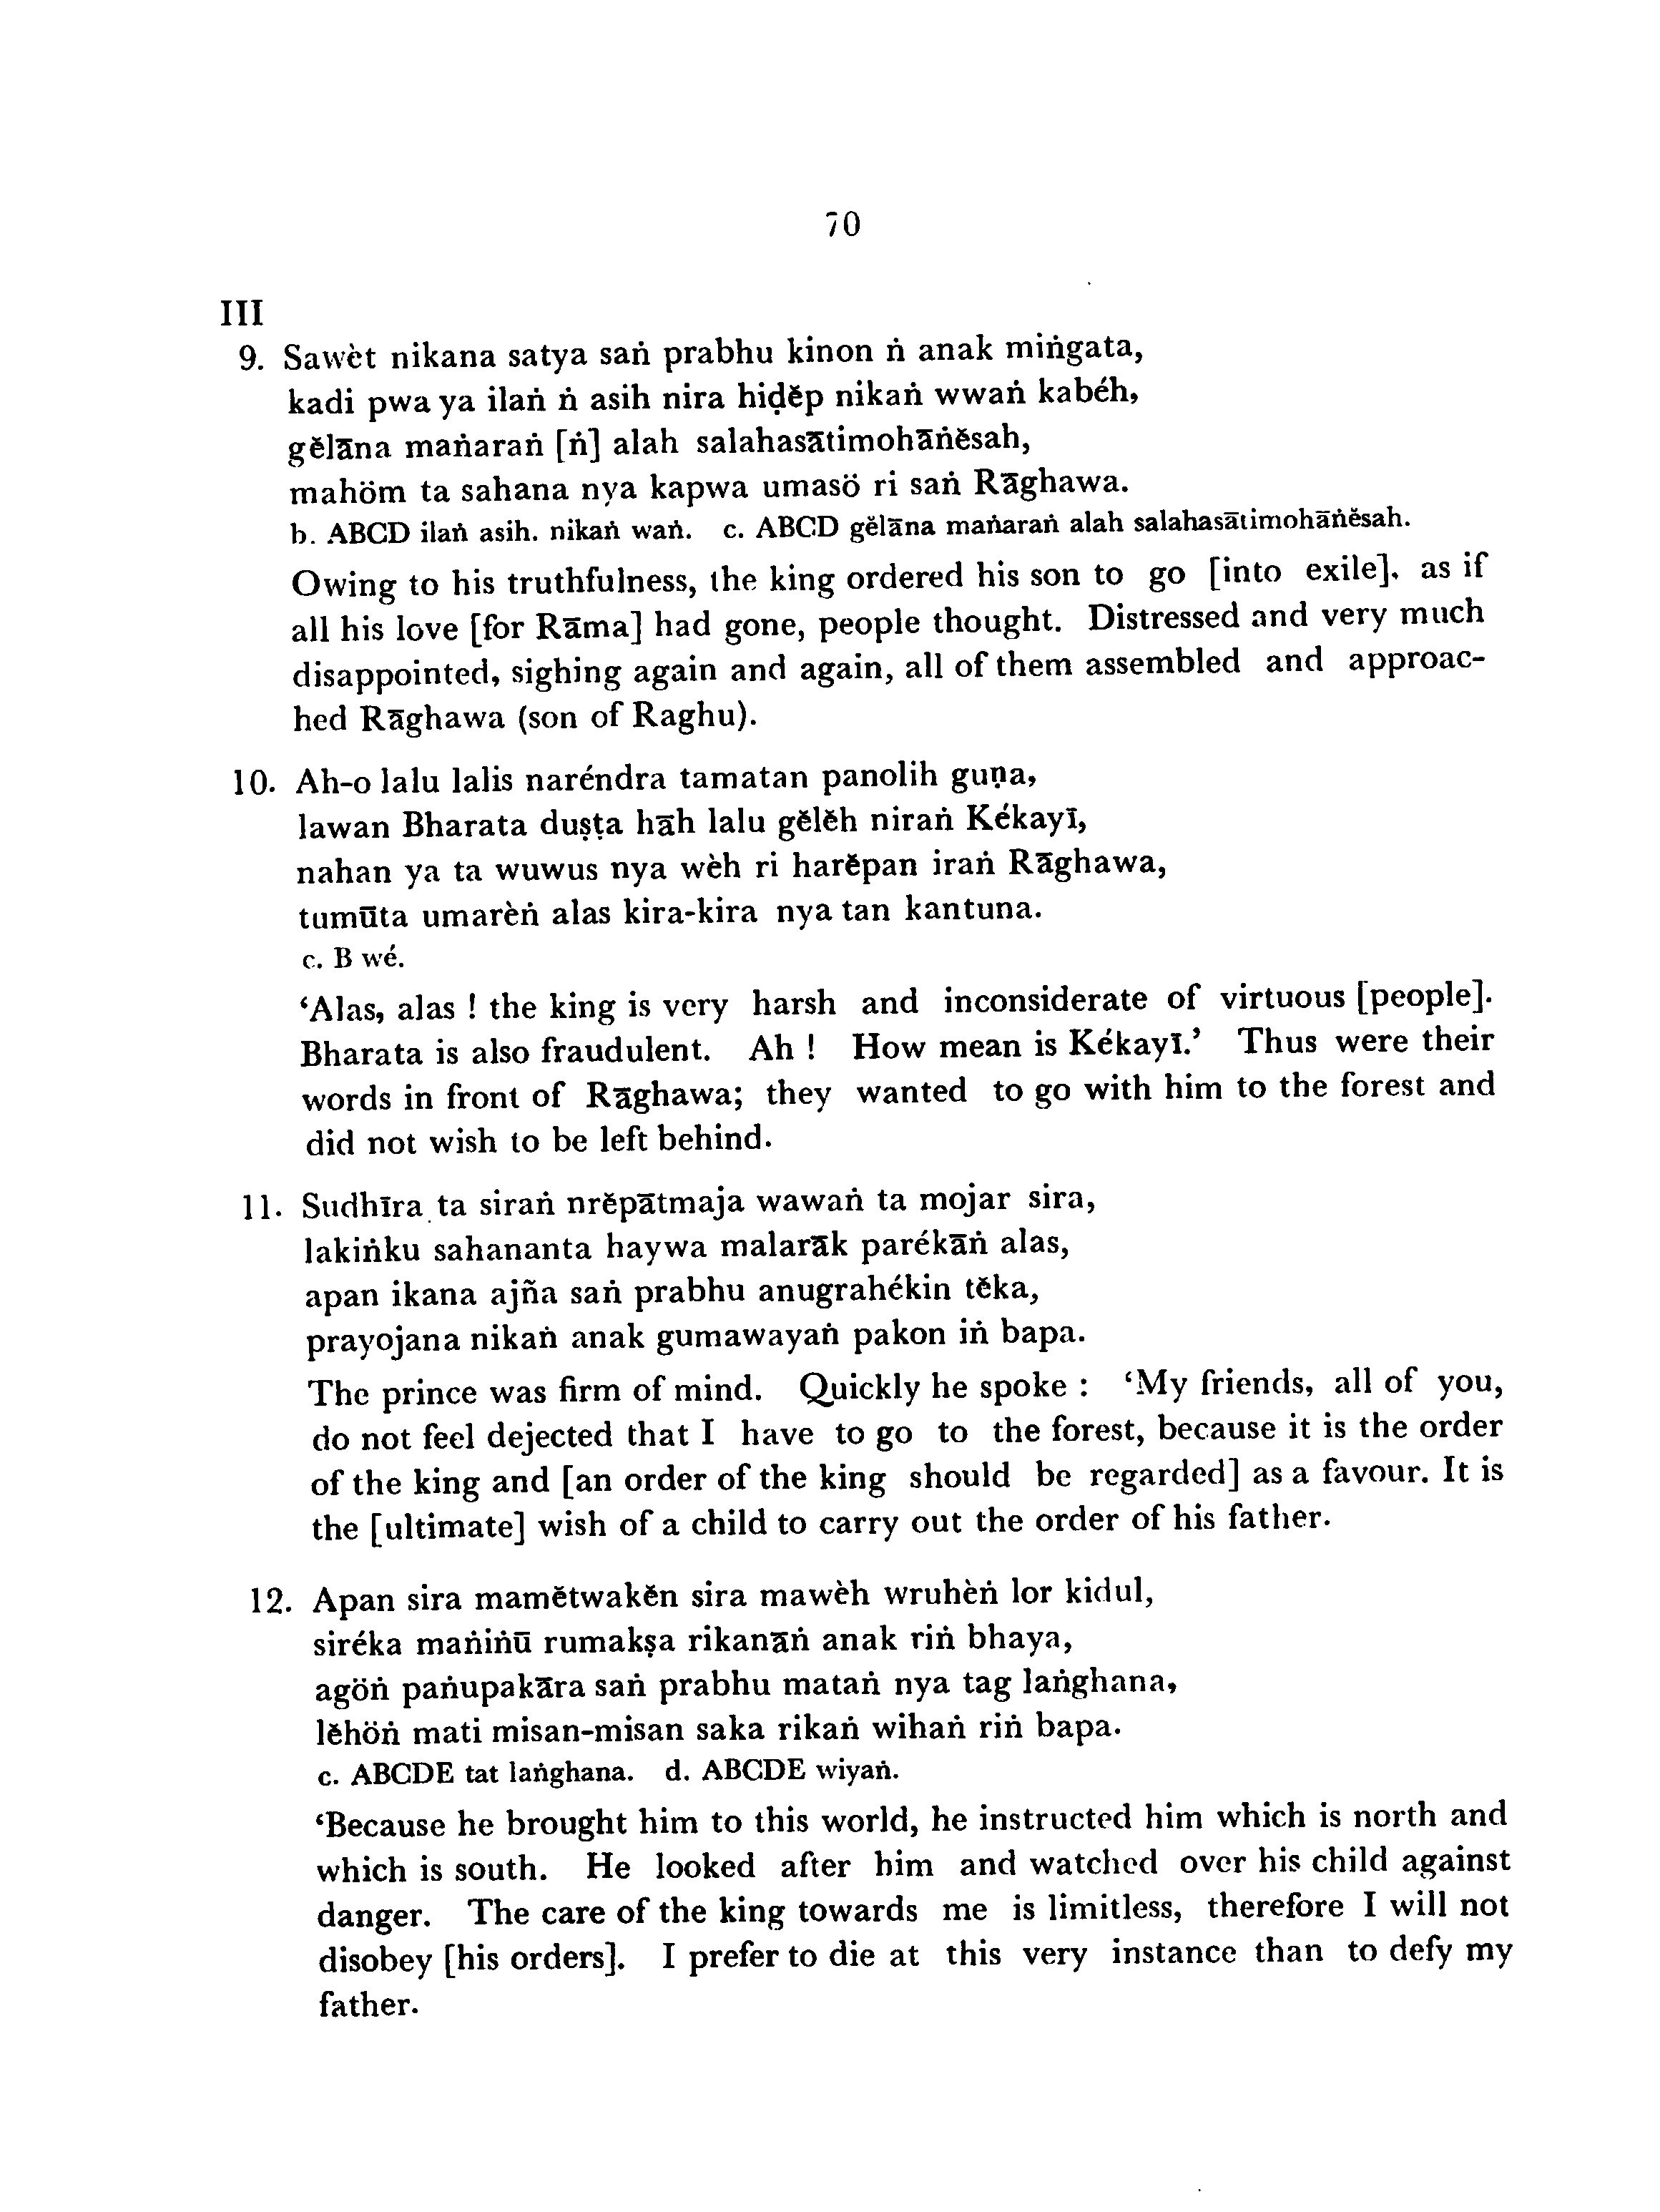 70
III
9. Sawèt nikana satya saṅ prabhu kinon ṅ anak miṅgata,
kadi pwa ya ilaṅ ṅ asih nira hiḍĕp nikaṅ wwaṅ kabéh,
gĕlāna maṅaraṅ [ṅ] alah salahasātimohāṅĕsah,
mahöm ta sahana nya kapwa umasö ri saṅ Rāghawa.
b. ABCD ilaṅ asih. nikaṅ waṅ. c. ABCD gĕlāna maṅaraṅ alah salahasātimohāṅĕsah.
Owing to his truthfulness, the king ordered his son to go [into exile], as if
all his love [for Rāma] had gone, people thought. Distressed and very much
disappointed, sighing again and again, all of them assembled and approac-
hed Rāghawa (son of Raghu).
10. Ah-o lalu lalis naréndra tamatan panolih guṇa,
lawan Bharata duṣṭa hāh lalu gĕlĕh niraṅ Kékayī,
nahan ya ta wuwus nya wèh ri harĕpan iraṅ Rāghawa,
tumūta umarèṅ alas kira-kira nya tan kantuna.
c. B wé.
‘Alas, alas ! the king is very harsh and inconsiderate of virtuous [people].
Bharata is also fraudulent. Ah ! How mean is Kékayī.’ Thus were their
words in front of Rāghawa; they wanted to go with him to the forest and
did not wish to be left behind.
11. Sudhīra ta siraṅ nrĕpātmaja wawaṅ ta mojar sira,
lakiṅku sahananta haywa malarāk parékāṅ alas,
apan ikana ajña saṅ prabhu anugrahékin tĕka,
prayojana nikaṅ anak gumawayaṅ pakon iṅ bapa.
The prince was firm of mind. Quickly he spoke : ‘My friends, all of you,
do not feel dejected that I have to go to the forest, because it is the order
of the king and [an order of the king should be regarded] as a favour. It is
the [ultimate] wish of a child to carry out the order of his father.
12. Apan sira mamĕtwakĕn sira mawèh wruhèṅ lor kidul,
siréka maṅiṅū rumakṣa rikanāṅ anak riṅ bhaya,
agöṅ paṅupakāra saṅ prabhu mataṅ nya tag laṅghana,
lĕhöṅ mati misan-misan saka rikaṅ wihaṅ riṅ bapa.
c. ABCDE tat laṅghana. d. ABCDE wiyaṅ.
‘Because he brought him to this world, he instructed him which is north and
which is south. He looked after him and watched over his child against
danger. The care of the king towards me is limitless, therefore I will not
disobey [his orders]. I prefer to die at this very instance than to defy my
father.